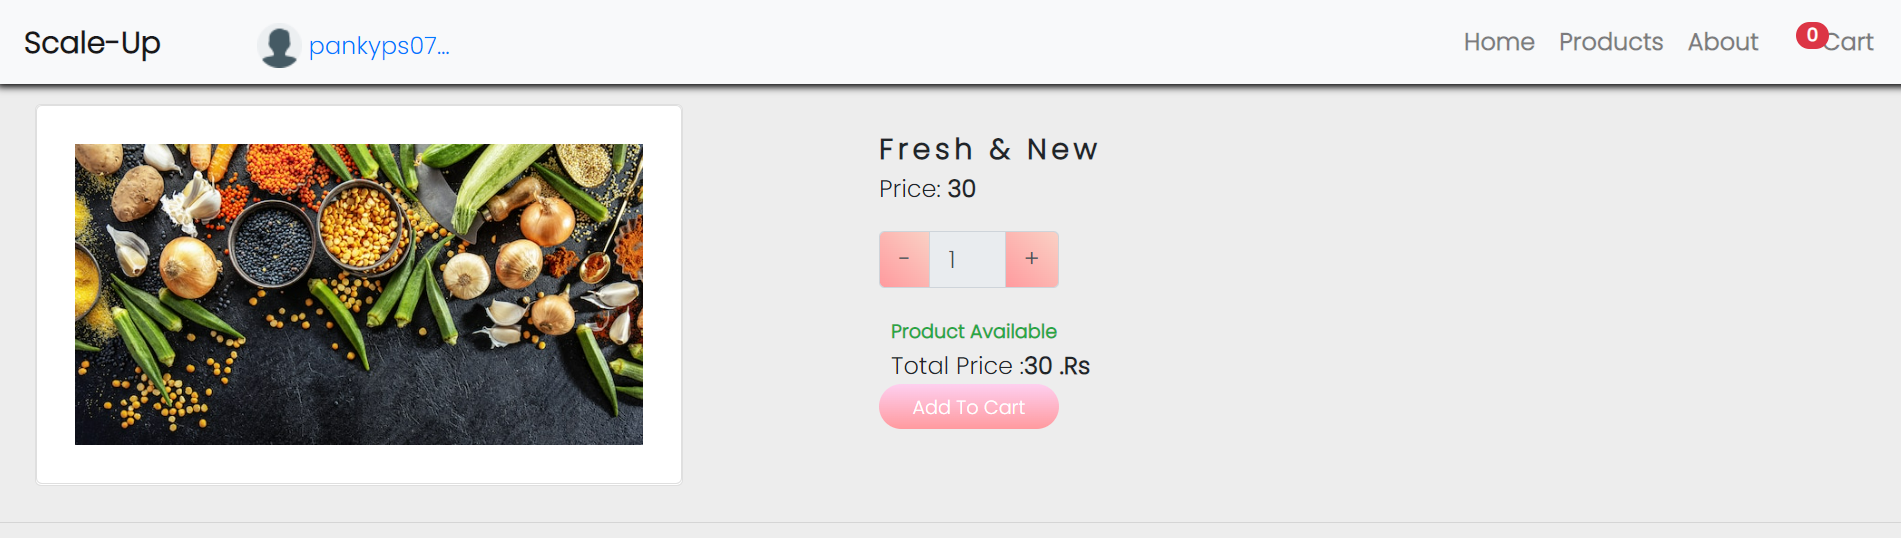 Scale-Up pankyps07... Home Products About 0 Cart
Fresh & New
Price: 30
- 1 +
Product Available
Total Price :30 .Rs
Add To Cart